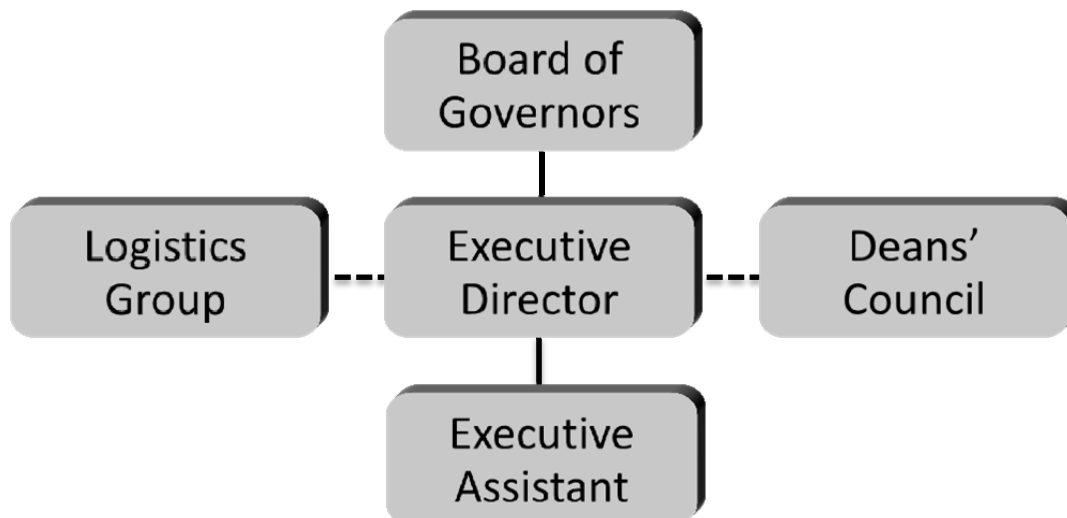 Board of
Governors
Logistics
Group
Executive
Director
Deans’
Council
Executive
Assistant